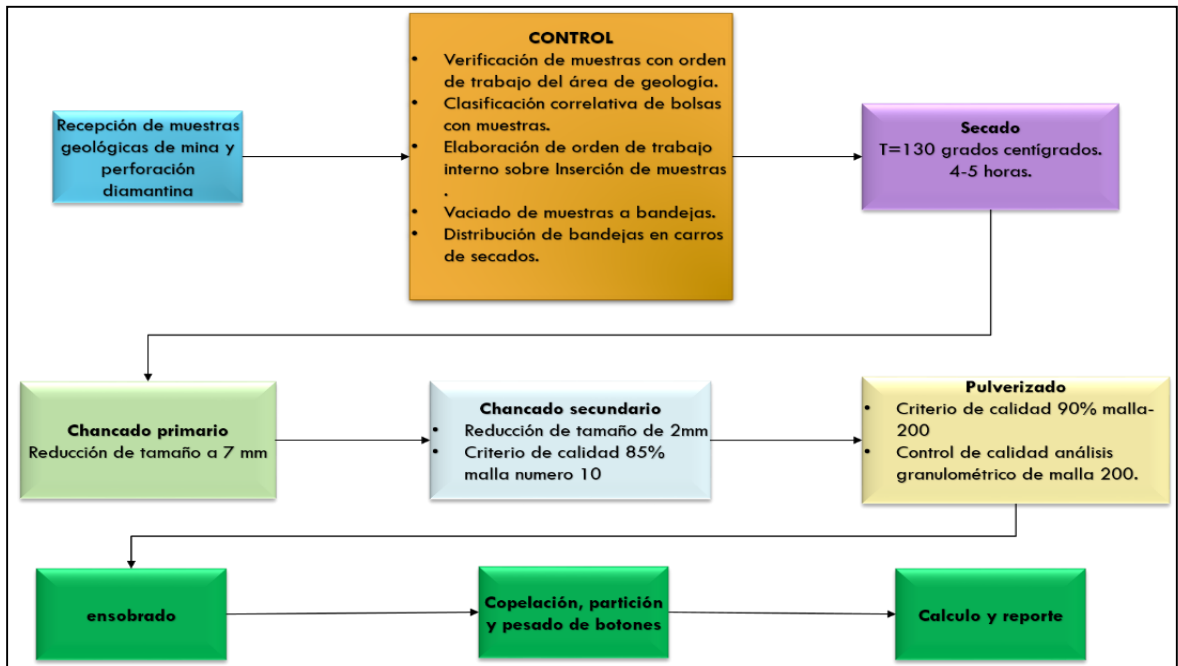 Recepción de muestras
geológicas de mina y
perforación
diamantina
CONTROL
• Verificación de muestras con orden
de trabajo del área de geología.
• Clasificación correlativa de bolsas
con muestras.
• Elaboración de orden de trabajo
interno sobre Inserción de muestras
.
• Vaciado de muestras a bandejas.
• Distribución de bandejas en carros
de secados.
Secado
T=130 grados centígrados.
4-5 horas.
Chancado primario
Reducción de tamaño a 7 mm
Chancado secundario
• Reducción de tamaño de 2mm
• Criterio de calidad 85%
malla numero 10
Pulverizado
• Criterio de calidad 90% malla-
200
• Control de calidad análisis
granulométrico de malla 200.
ensobrado
Copelación, partición
y pesado de botones
Calculo y reporte